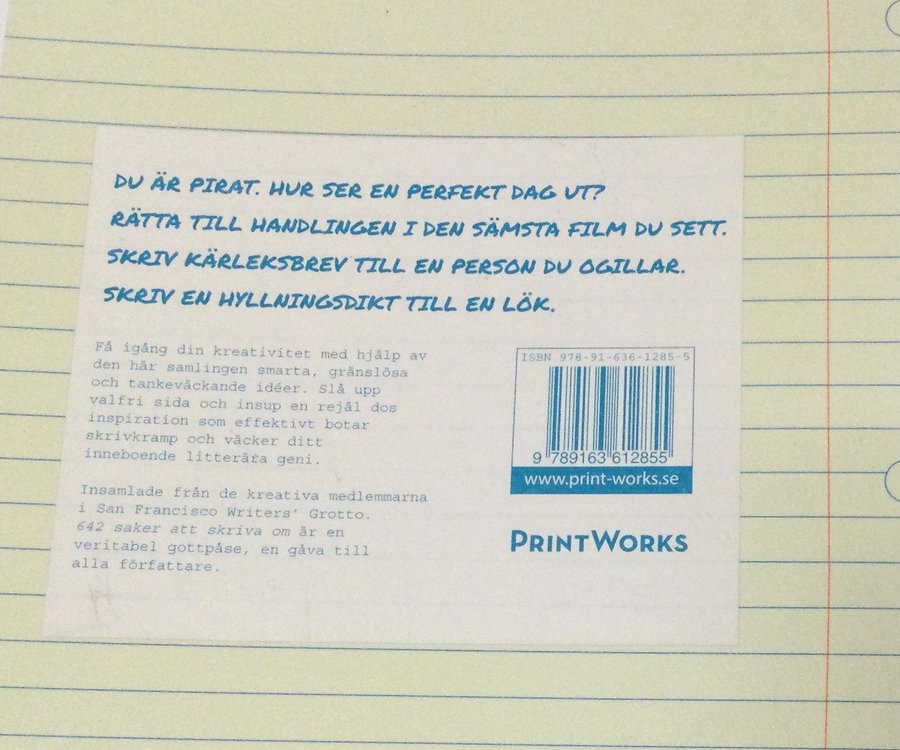 DU ÄR PIRAT. HUR SER EN PERFEKT DAG UT?
RÄTTA TILL HANDLINGEN I DEN SÄMSTA FILM DU SETT.
SKRIV KÄRLEKSBREV TILL EN PERSON DU OGILLAR.
SKRIV EN HYLLNINGSDIKT TILL EN LÖK.
Få igång din kreativitet med hjälp av
den här samlingen smarta, gränslösa
och tankeväckande idéer. Slå upp
valfri sida och insup en rejäl dos
inspiration som effektivt botar
skrivkramp och väcker ditt
inneboende litterära geni.
Insamlade från de kreativa medlemmarna
i San Francisco Writers' Grotto.
642 saker att skriva om är en
veritabel gottpåse, en gåva till
alla författare.
ISBN 978-91-636-1285-5
9 789163 612855
www.print-works.se
PRINTWORKS